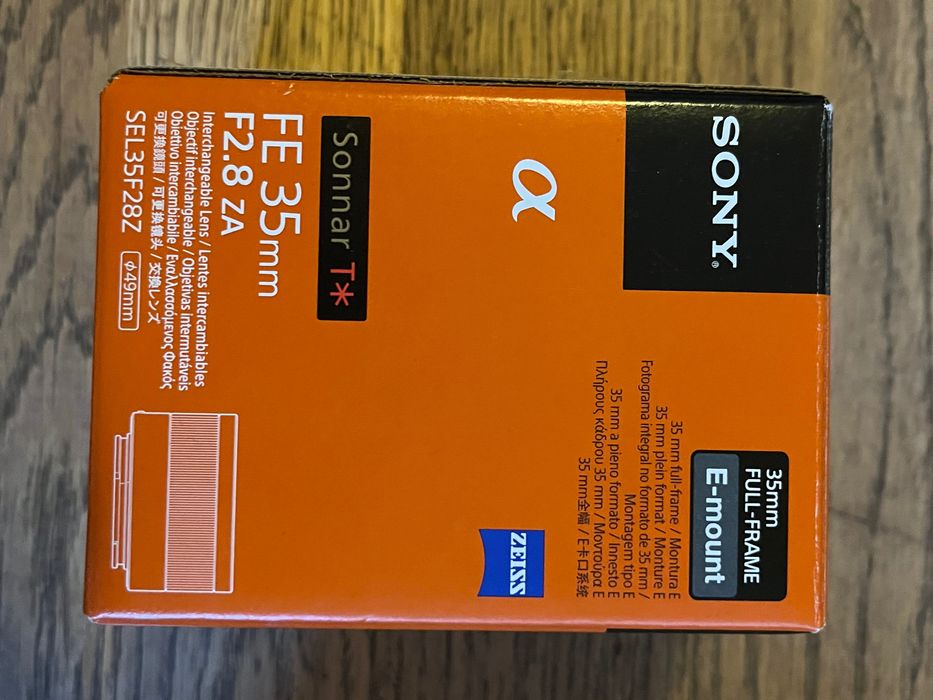 SONY®
35mm
FULL-FRAME
E-mount
35 mm full-frame / Montura E
35 mm plein format / Monture E
Fotograma integral no formato de 35 mm /
Montagem tipo E
35 mm a pieno formato / Innesto E
Πλήρους κάδρου 35 mm / Μοντούρα E
35 mm全幅 / E卡口系统
α
ZEISS
Sonnar T*
FE 35mm
F2.8 ZA
Interchangeable Lens / Lentes intercambiables
Objectif interchangeable / Objetivas intermutáveis
Obiettivo intercambiabile / Εναλλασσόμενος Φακός
可更換鏡頭 / 可更换镜头 / 交換レンズ
SEL35F28Z ϕ49mm